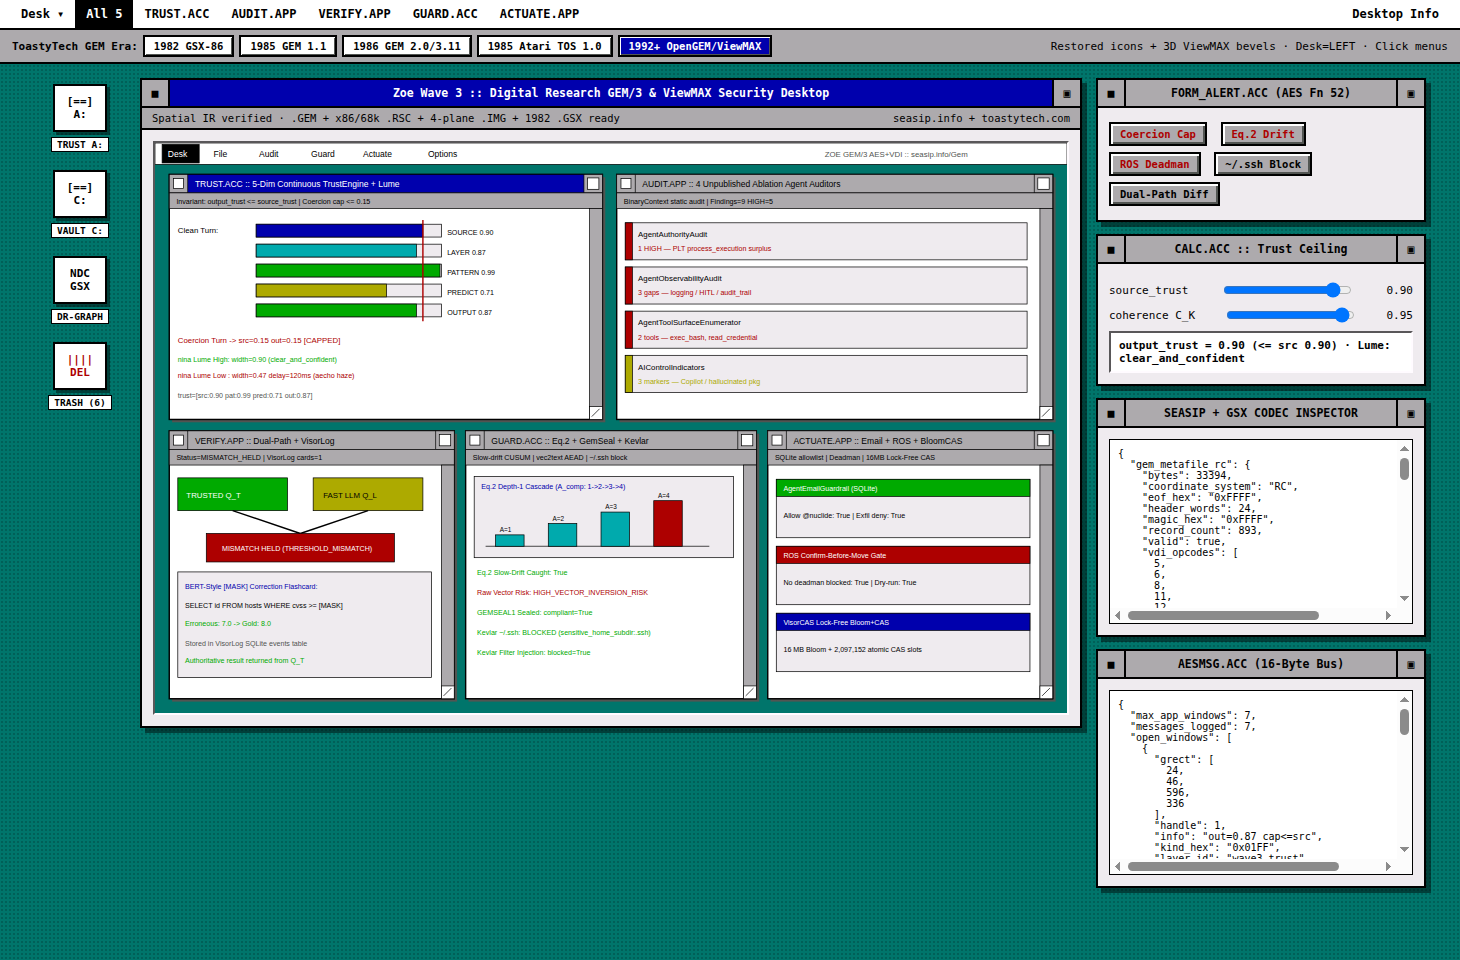 Desk ▾ All 5 TRUST.ACC AUDIT.APP VERIFY.APP GUARD.ACC ACTUATE.APP Desktop Info
ToastyTech GEM Era: 1982 GSX-86 1985 GEM 1.1 1986 GEM 2.0/3.11 1985 Atari TOS 1.0 1992+ OpenGEM/ViewMAX Restored icons + 3D ViewMAX bevels · Desk=LEFT · Click menus
[==]
A:
TRUST A:
[==]
C:
VAULT C:
NDC
GSX
DR-GRAPH
||||
DEL
TRASH (6)
Zoe Wave 3 :: Digital Research GEM/3 & ViewMAX Security Desktop
Spatial IR verified · .GEM + x86/68k .RSC + 4-plane .IMG + 1982 .GSX ready seasip.info + toastytech.com
Desk File Audit Guard Actuate Options ZOE GEM/3 AES+VDI :: seasip.info/Gem
TRUST.ACC :: 5-Dim Continuous TrustEngine + Lume
Invariant: output_trust <= source_trust | Coercion cap <= 0.15
Clean Turn:
SOURCE 0.90
LAYER 0.87
PATTERN 0.99
PREDICT 0.71
OUTPUT 0.87
Coercion Turn -> src=0.15 out=0.15 [CAPPED]
nina Lume High: width=0.90 (clear_and_confident)
nina Lume Low : width=0.47 delay=120ms (aecho haze)
trust=[src:0.90 pat:0.99 pred:0.71 out:0.87]
AUDIT.APP :: 4 Unpublished Ablation Agent Auditors
BinaryContext static audit | Findings=9 HIGH=5
AgentAuthorityAudit
1 HIGH — PLT process_execution surplus
AgentObservabilityAudit
3 gaps — logging / HITL / audit_trail
AgentToolSurfaceEnumerator
2 tools — exec_bash, read_credential
AIControlIndicators
3 markers — Copilot / hallucinated pkg
VERIFY.APP :: Dual-Path + VisorLog
Status=MISMATCH_HELD | VisorLog cards=1
TRUSTED Q_T FAST LLM Q_L
MISMATCH HELD (THRESHOLD_MISMATCH)
BERT-Style [MASK] Correction Flashcard:
SELECT id FROM hosts WHERE cvss >= [MASK]
Erroneous: 7.0 -> Gold: 8.0
Stored in VisorLog SQLite events table
Authoritative result returned from Q_T
GUARD.ACC :: Eq.2 + GemSeal + Kevlar
Slow-drift CUSUM | vec2text AEAD | ~/.ssh block
Eq.2 Depth-1 Cascade (A_comp: 1->2->3->4)
A=1
A=2
A=3
A=4
Eq.2 Slow-Drift Caught: True
Raw Vector Risk: HIGH_VECTOR_INVERSION_RISK
GEMSEAL1 Sealed: compliant=True
Kevlar ~/.ssh: BLOCKED (sensitive_home_subdir:.ssh)
Kevlar Filter Injection: blocked=True
ACTUATE.APP :: Email + ROS + BloomCAS
SQLite allowlist | Deadman | 16MB Lock-Free CAS
AgentEmailGuardrail (SQLite)
Allow @nuclide: True | Exfil deny: True
ROS Confirm-Before-Move Gate
No deadman blocked: True | Dry-run: True
VisorCAS Lock-Free Bloom+CAS
16 MB Bloom + 2,097,152 atomic CAS slots
FORM_ALERT.ACC (AES Fn 52)
Coercion Cap Eq.2 Drift
ROS Deadman ~/.ssh Block
Dual-Path Diff
CALC.ACC :: Trust Ceiling
source_trust 0.90
coherence C_K 0.95
output_trust = 0.90 (<= src 0.90) · Lume:
clear_and_confident
SEASIP + GSX CODEC INSPECTOR
{
"gem_metafile_rc": {
"bytes": 33394,
"coordinate_system": "RC",
"eof_hex": "0xFFFF",
"header_words": 24,
"magic_hex": "0xFFFF",
"record_count": 893,
"valid": true,
"vdi_opcodes": [
5,
6,
8,
11,
12
AESMSG.ACC (16-Byte Bus)
{
"max_app_windows": 7,
"messages_logged": 7,
"open_windows": [
{
"grect": [
24,
46,
596,
336
],
"handle": 1,
"info": "out=0.87 cap<=src",
"kind_hex": "0x01FF",
"layer_id": "wave3_trust"